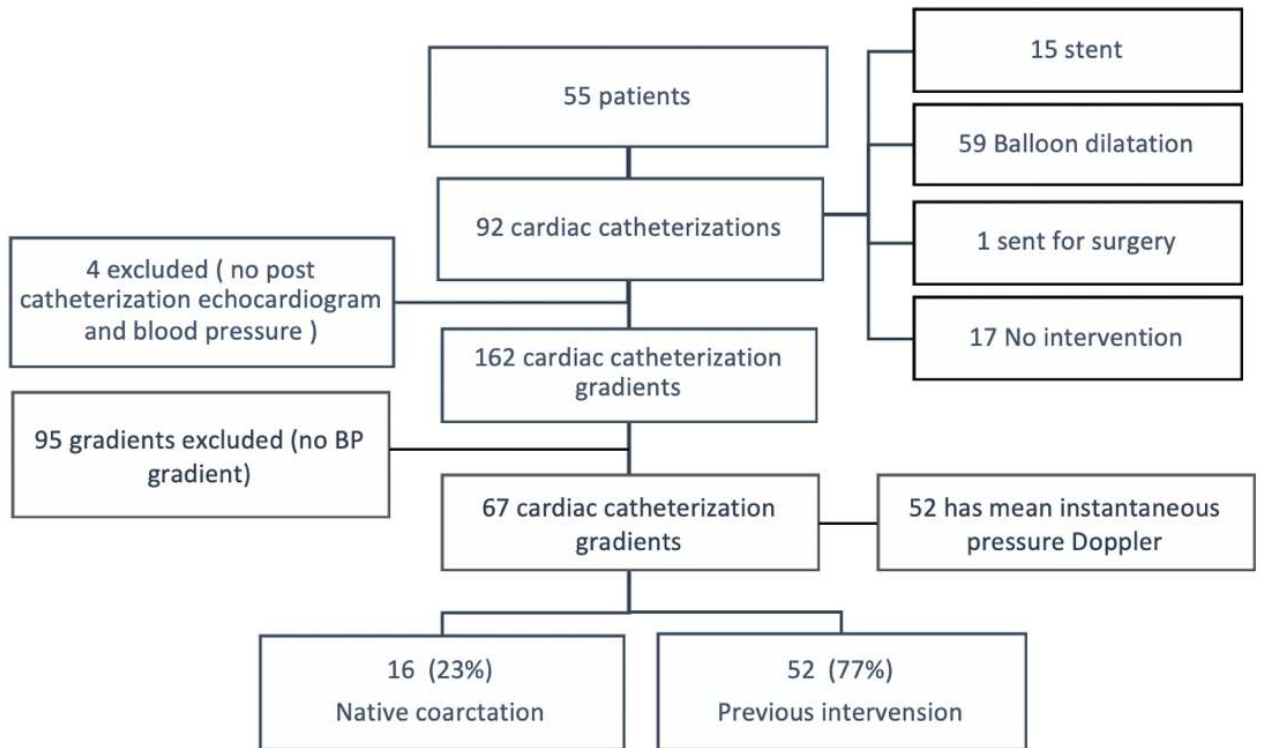 55 patients
15 stent
59 Balloon dilatation
92 cardiac catheterizations
1 sent for surgery
17 No intervention
4 excluded ( no post
catheterization echocardiogram
and blood pressure )
162 cardiac catheterization
gradients
95 gradients excluded (no BP
gradient)
67 cardiac catheterization
gradients
52 has mean instantaneous
pressure Doppler
16 (23%)
Native coarctation
52 (77%)
Previous intervension